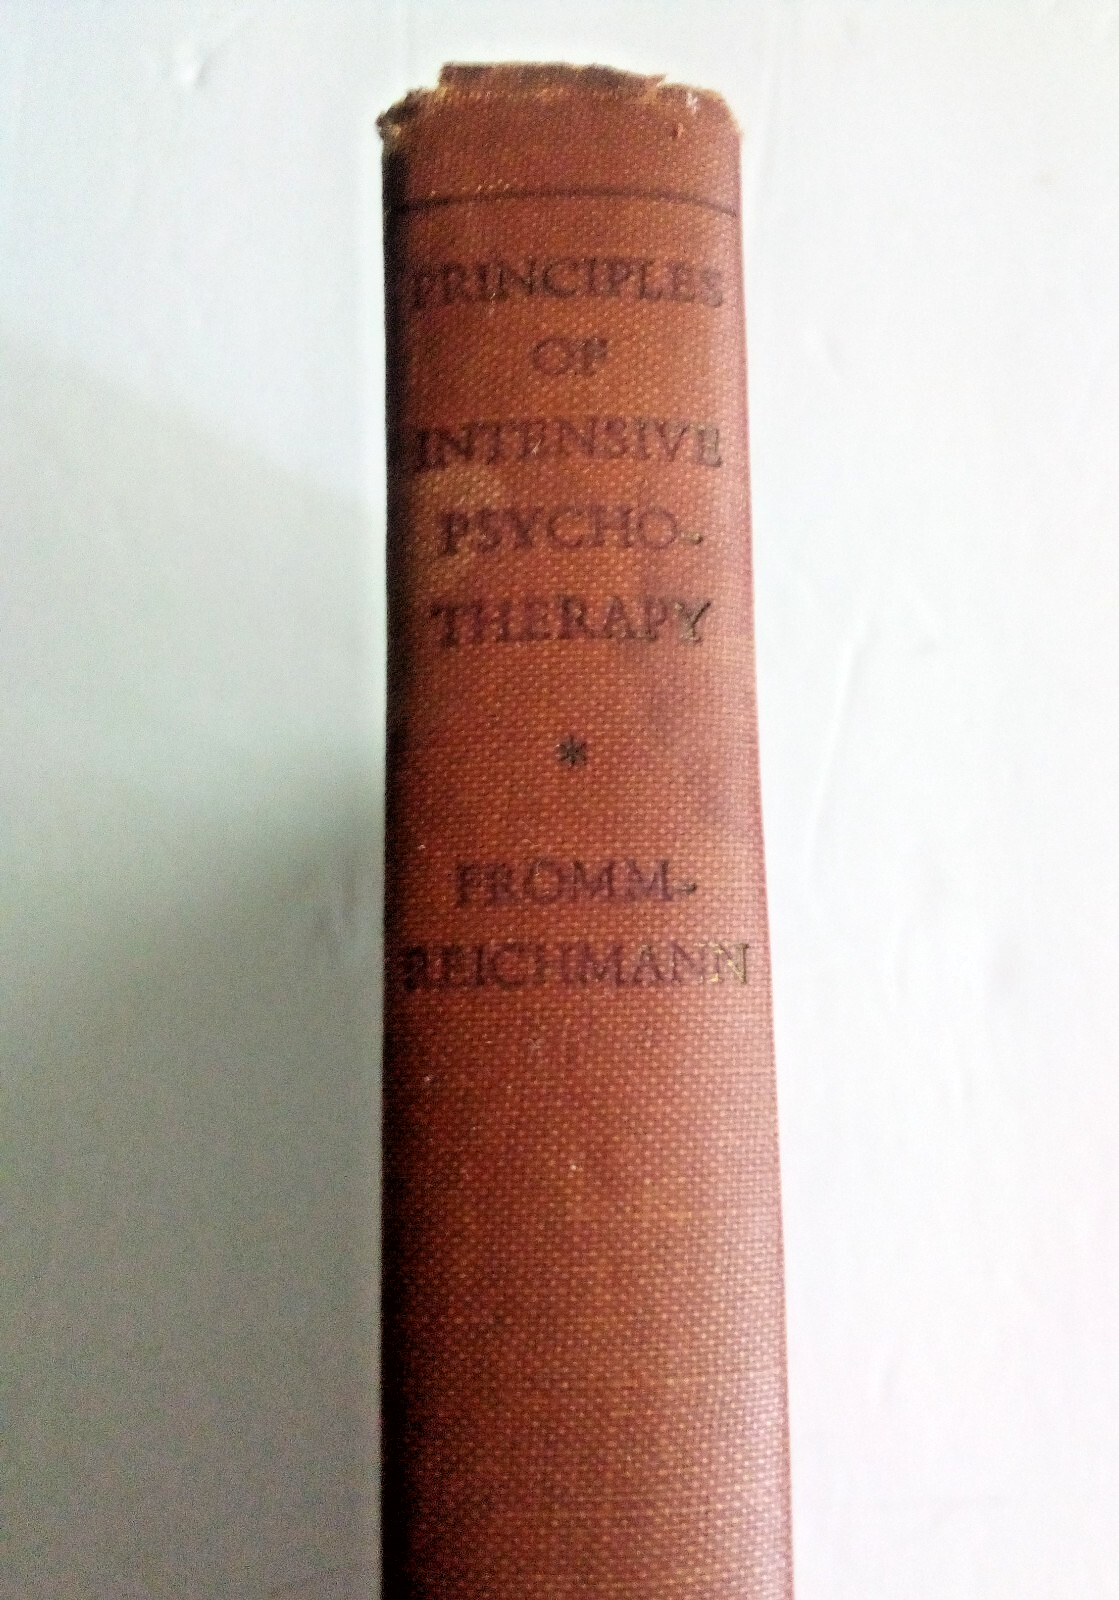 PRINCIPLES
OF
INTENSIVE
PSYCHO-
THERAPY
*
FROMM-
REICHMANN